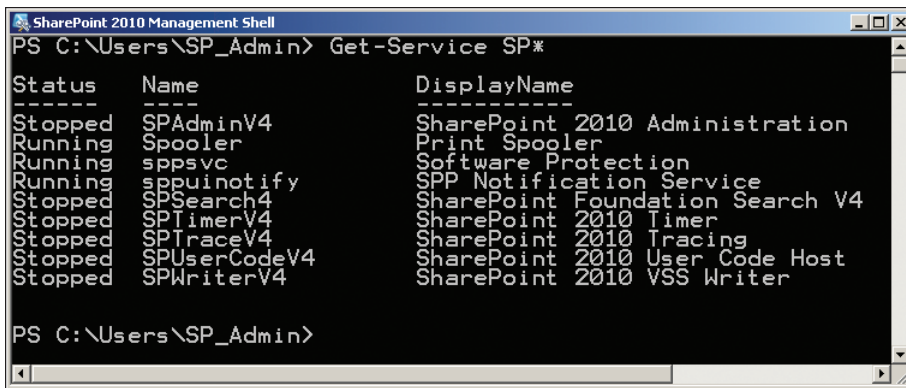 SharePoint 2010 Management Shell
PS C:\Users\SP_Admin> Get-Service SP*
Status Name DisplayName
------ ---- -----------
Stopped SPAdminV4 SharePoint 2010 Administration
Running Spooler Print Spooler
Running sppsvc Software Protection
Running sppuinotify SPP Notification Service
Stopped SPSearch4 SharePoint Foundation Search V4
Stopped SPTimerV4 SharePoint 2010 Timer
Stopped SPTraceV4 SharePoint 2010 Tracing
Stopped SPUserCodeV4 SharePoint 2010 User Code Host
Stopped SPWriterV4 SharePoint 2010 VSS Writer
PS C:\Users\SP_Admin>